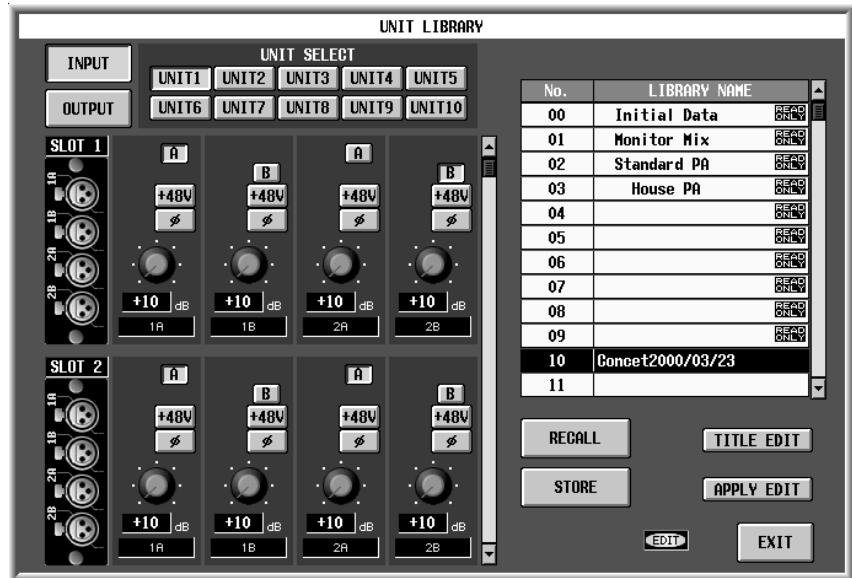 UNIT LIBRARY
INPUT
OUTPUT
UNIT SELECT
UNIT1 UNIT2 UNIT3 UNIT4 UNIT5
UNIT6 UNIT7 UNIT8 UNIT9 UNIT10
SLOT 1
1A
1B
2A
2B
A B A B
+48V +48V +48V +48V
ø ø ø ø
+10 dB +10 dB +10 dB +10 dB
1A 1B 2A 2B
SLOT 2
1A
1B
2A
2B
A B A B
+48V +48V +48V +48V
ø ø ø ø
+10 dB +10 dB +10 dB +10 dB
1A 1B 2A 2B
No. LIBRARY NAME
00 Initial Data READ ONLY
01 Monitor Mix READ ONLY
02 Standard PA READ ONLY
03 House PA READ ONLY
04 READ ONLY
05 READ ONLY
06 READ ONLY
07 READ ONLY
08 READ ONLY
09 READ ONLY
10 Concet2000/03/23
11
RECALL
TITLE EDIT
STORE
APPLY EDIT
EDIT
EXIT